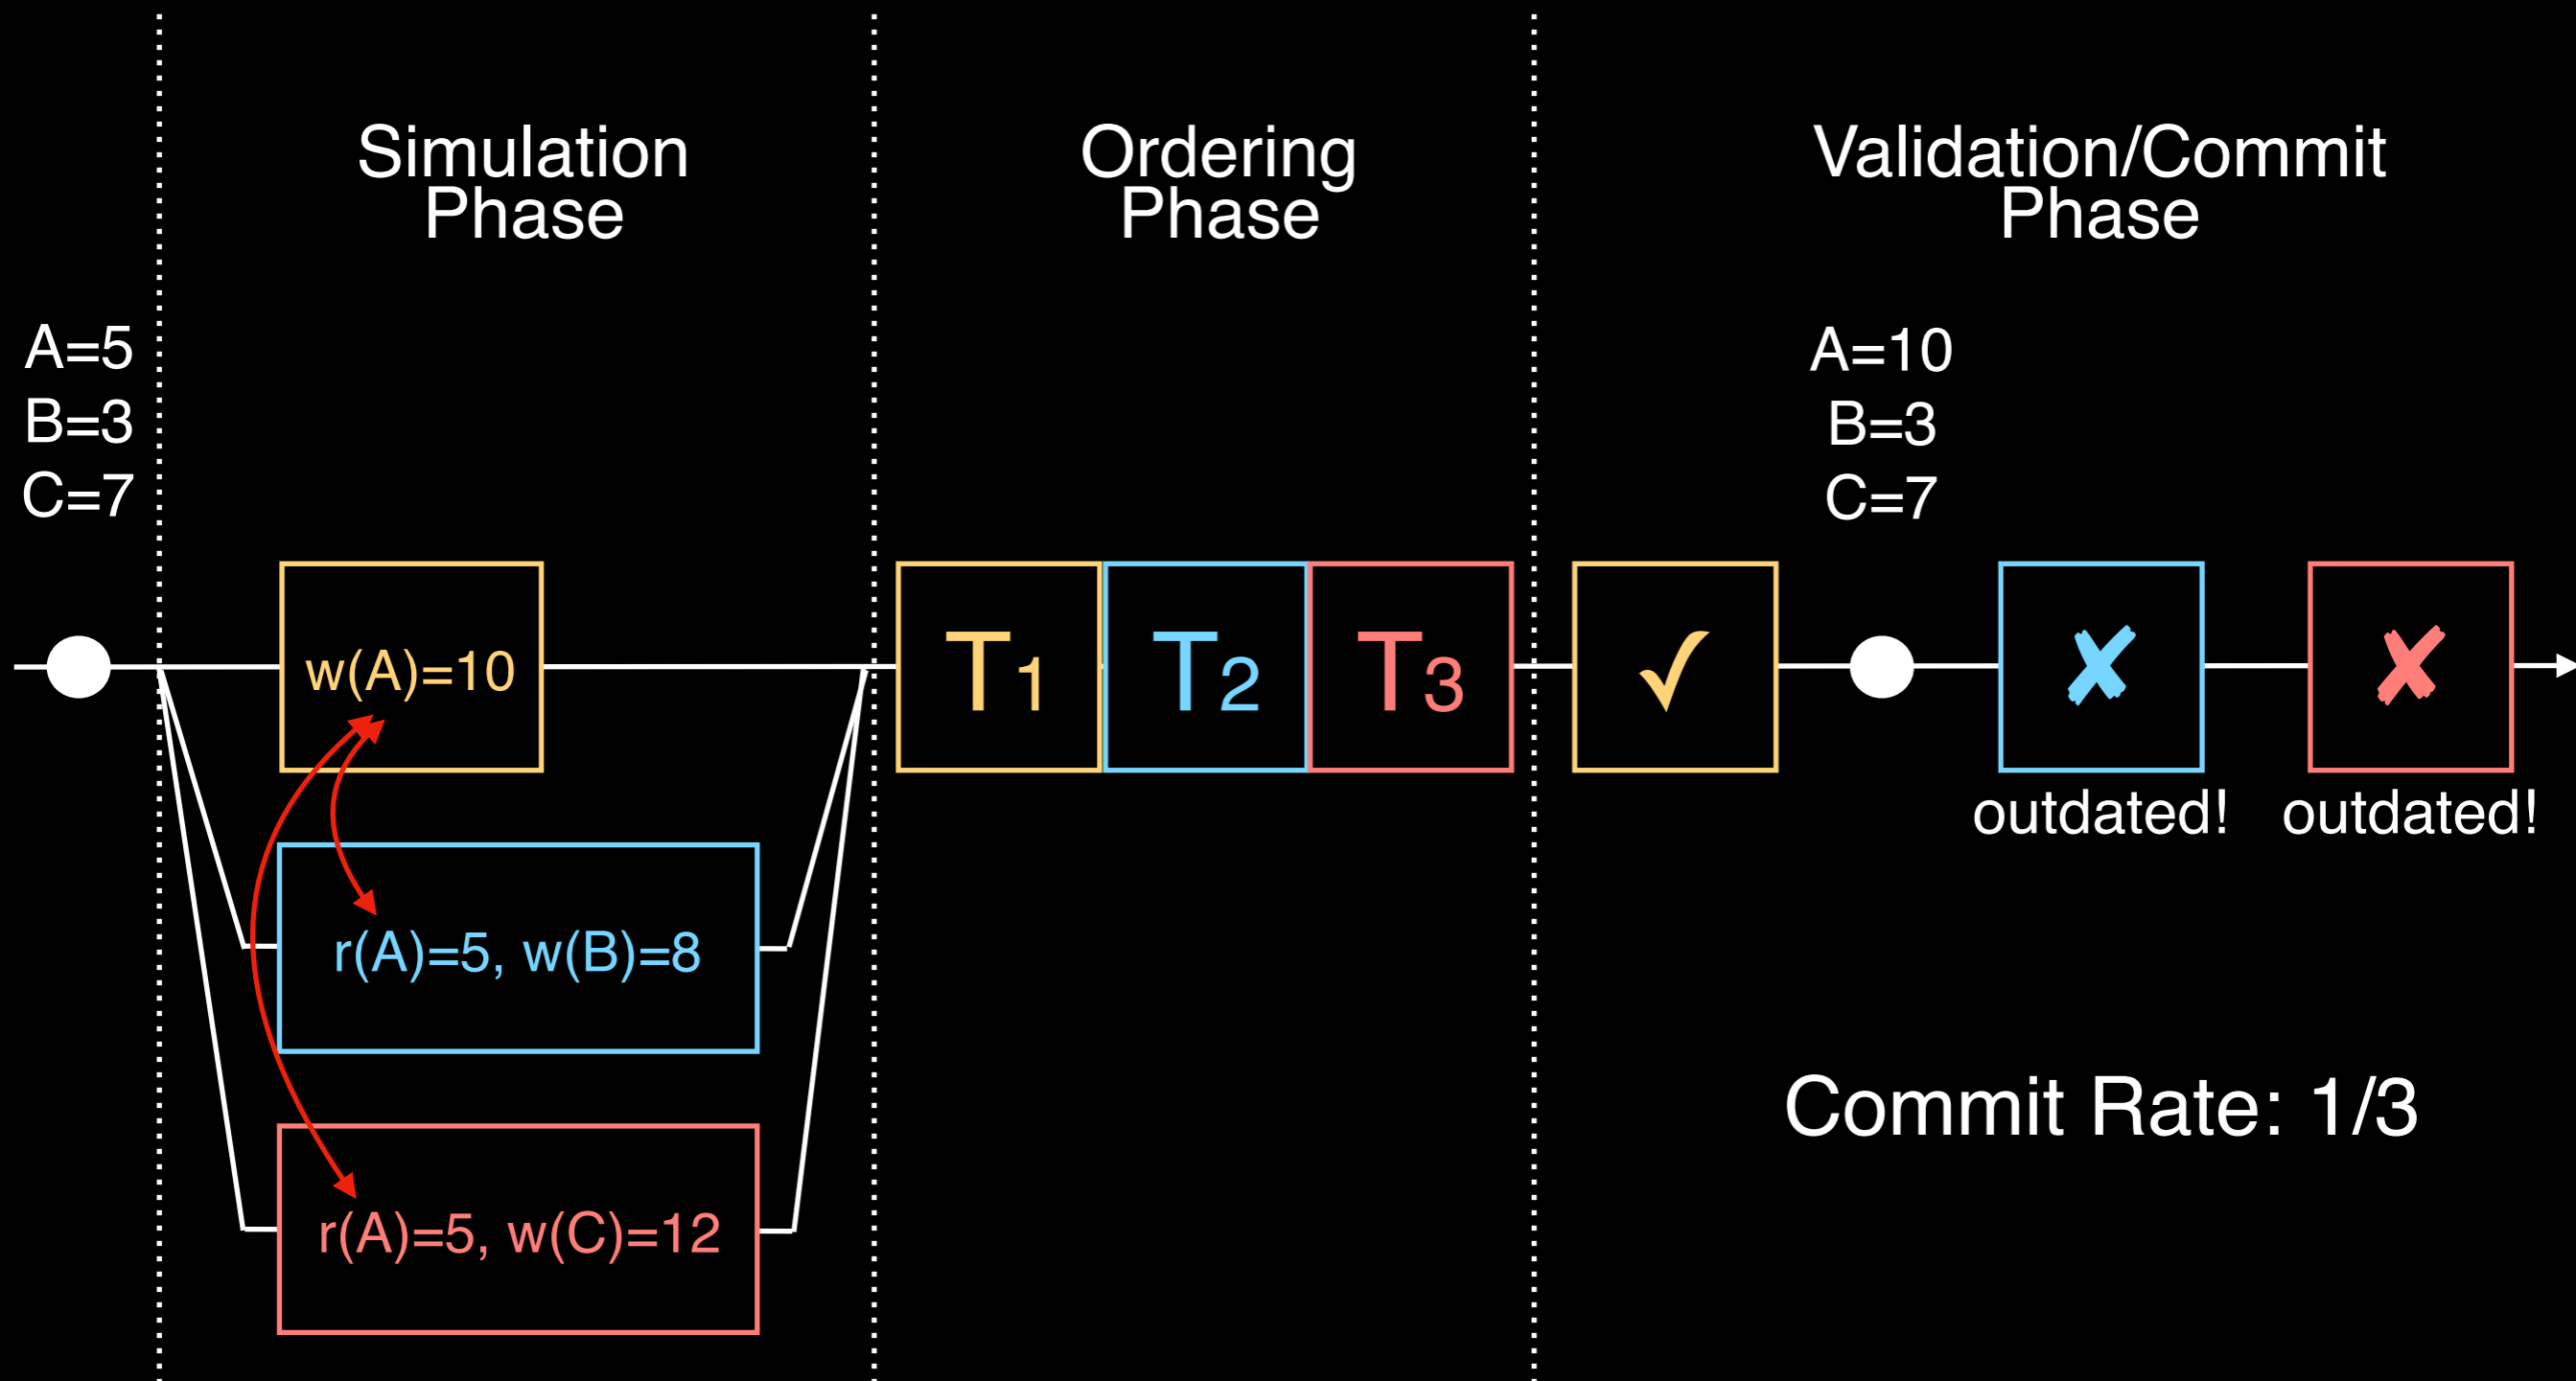 Simulation
Phase
Ordering
Phase
Validation/Commit
Phase
A=5
B=3
C=7
A=10
B=3
C=7
w(A)=10
T1
T2
T3
✓
✘
✘
outdated!
outdated!
r(A)=5, w(B)=8
r(A)=5, w(C)=12
Commit Rate: 1/3